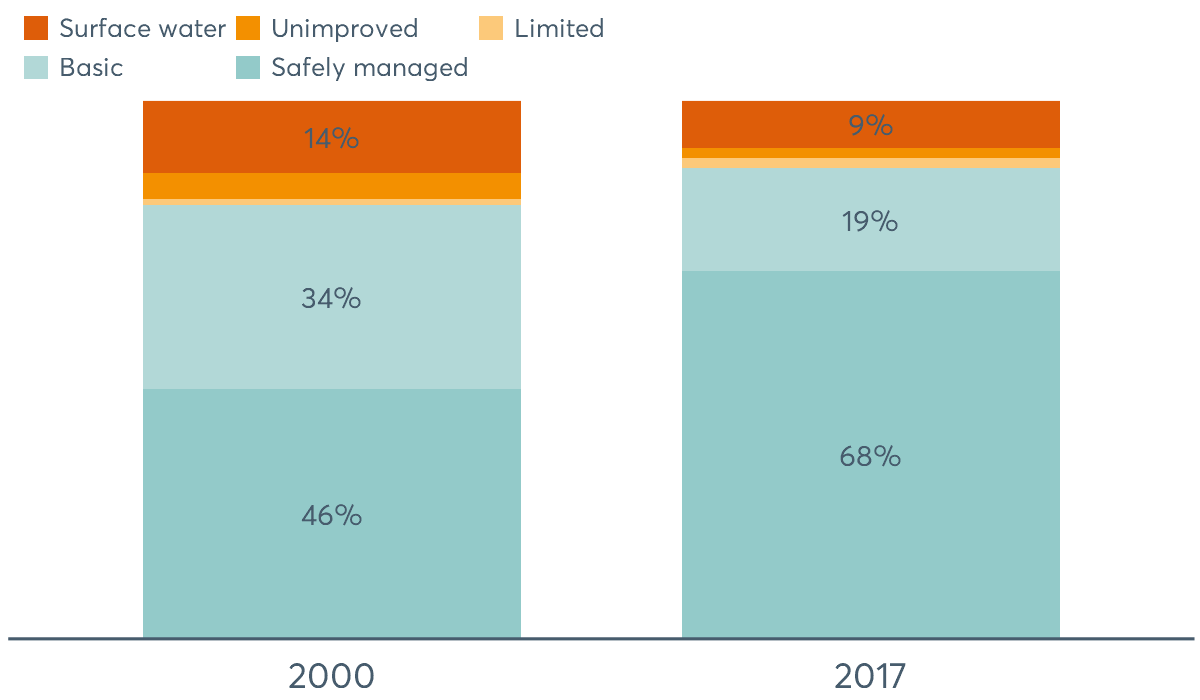 Surface water Unimproved Limited
Basic Safely managed
14% 9%
34% 19%
46% 68%
2000 2017